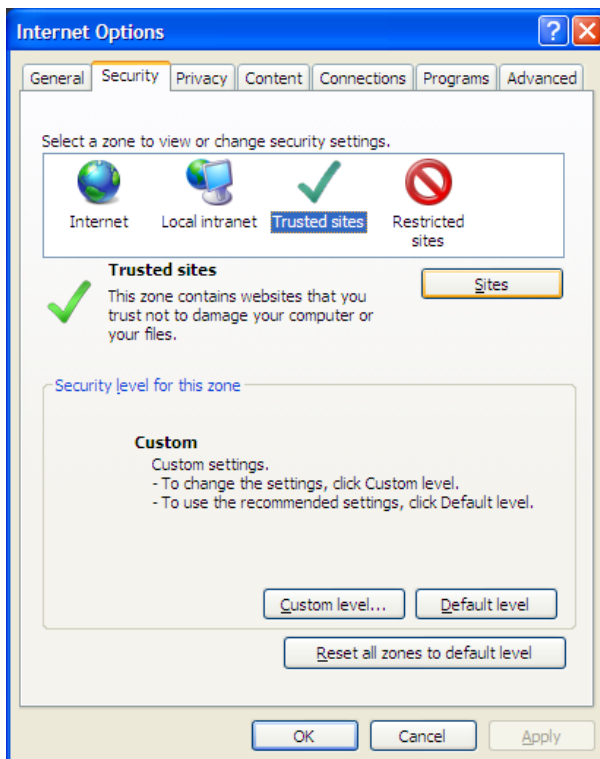 Internet Options
General Security Privacy Content Connections Programs Advanced
Select a zone to view or change security settings.
Internet Local intranet Trusted sites Restricted
sites
Trusted sites
Sites
This zone contains websites that you
trust not to damage your computer or
your files.
Security level for this zone
Custom
Custom settings.
- To change the settings, click Custom level.
- To use the recommended settings, click Default level.
Custom level... Default level
Reset all zones to default level
OK Cancel Apply